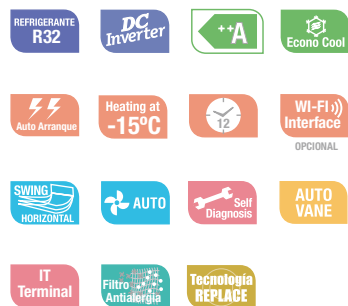 REFRIGERANTE
R32
DC
Inverter
++A
Econo Cool
Auto Arranque
Heating at
-15ºC
12
WI-FI
Interface
OPCIONAL
SWING
HORIZONTAL
AUTO
Self
Diagnosis
AUTO
VANE
IT
Terminal
Filtro
Antialergia
Tecnología
REPLACE